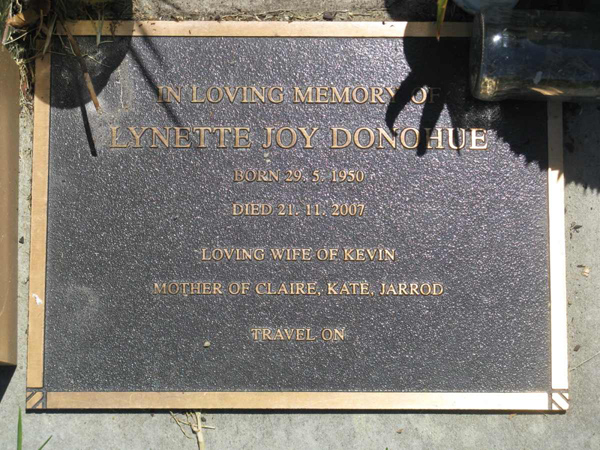 IN LOVING MEMORY OF
LYNETTE JOY DONOHUE
BORN 29. 5. 1950
DIED 21. 11. 2007
LOVING WIFE OF KEVIN
MOTHER OF CLAIRE, KATE, JARROD
TRAVEL ON